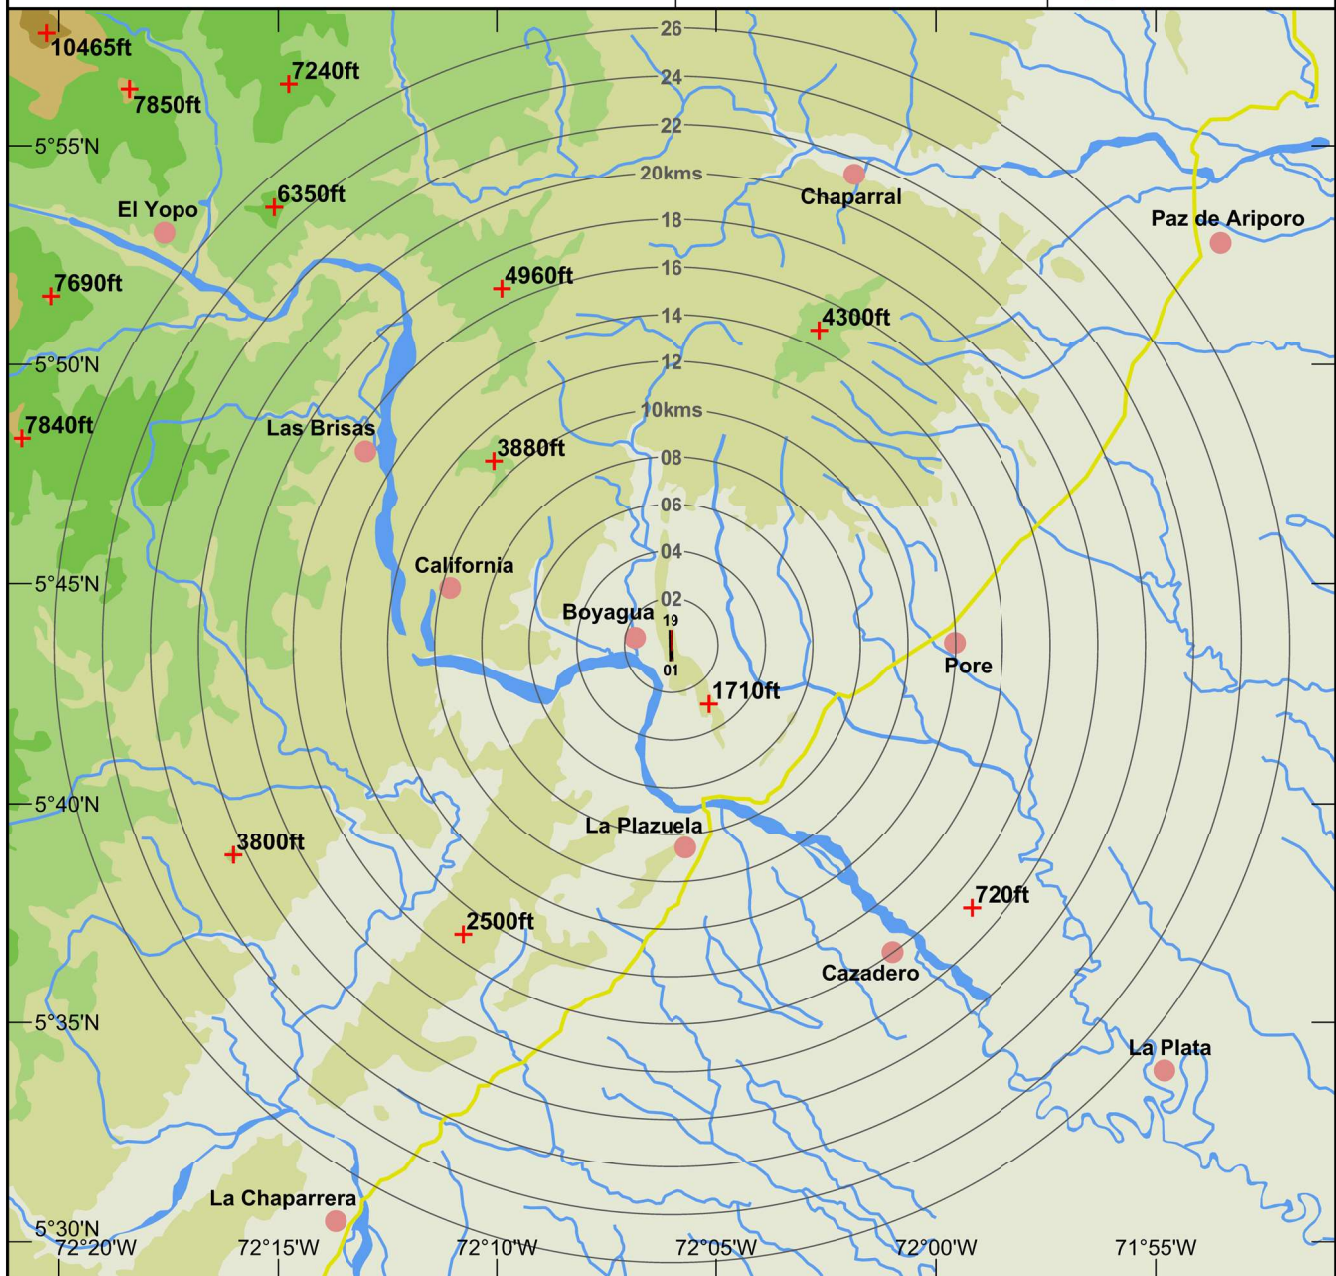 26
10465ft
7240ft
24
7850ft
22
5°55'N
20kms
6350ft
Chaparral
El Yopo
18
Paz de Ariporo
16
4960ft
7690ft
14
4300ft
5°50'N
12
10kms
7840ft
Las Brisas
3880ft
08
06
04
California
5°45'N
02
Boyagua
19
01
Pore
1710ft
5°40'N
La Plazuela
3800ft
720ft
2500ft
Cazadero
5°35'N
La Plata
La Chaparrera
5°30'N
72°20'W 72°15'W 72°10'W 72°05'W 72°00'W 71°55'W